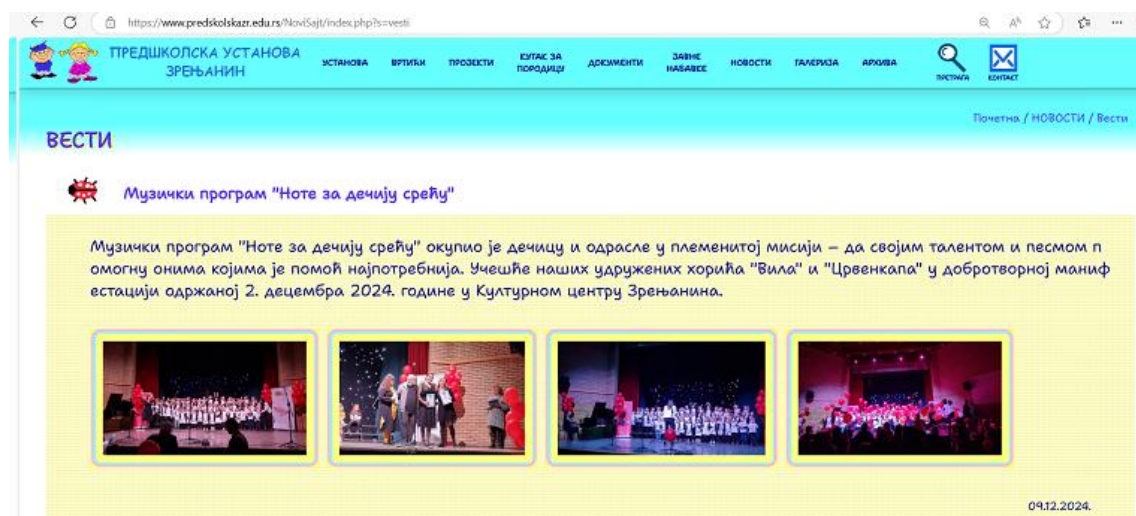 https://www.predskolskazr.edu.rs/NoviSajt/index.php?s=vesti
ПРЕДШКОЛСКА УСТАНОВА
ЗРЕЊАНИН
УСТАНОВА ВРТИЋИ ПРОЈЕКТИ КУТАК ЗА ПОРОДИЦУ ДОКУМЕНТИ ЈАВНЕ НАБАВКЕ НОВОСТИ ГАЛЕРИЈА АРХИВА ПРЕТРАГА КОНТАКТ
Почетна / НОВОСТИ / Вести
ВЕСТИ
Музички програм "Ноте за дечију срећу"
Музички програм "Ноте за дечију срећу" окупио је дечицу и одрасле у племенитој мисији – да својим талентом и песмом п
омогну онима којима је помоћ најпотребнија. Учешће наших удружених хорића "Вила" и "Црвенкапа" у добротворној маниф
естацији одржаној 2. децембра 2024. године у Културном центру Зрењанина.
09.12.2024.